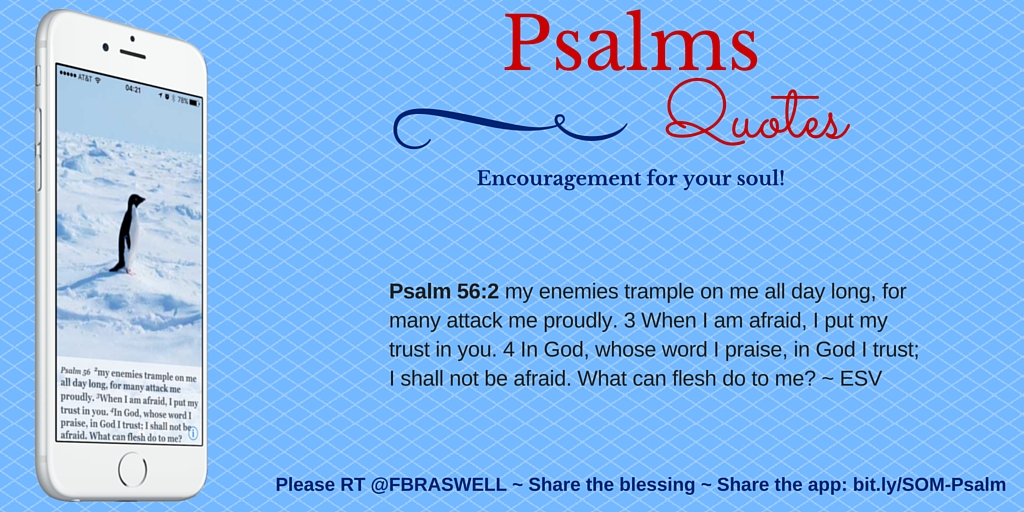 AT&T
04:21
78%
Psalm 56 ²my enemies trample on me
all day long, for many attack me
proudly. ³When I am afraid, I put my
trust in you. ⁴In God, whose word I
praise, in God I trust; I shall not be
afraid. What can flesh do to me?
Psalms
Quotes
Encouragement for your soul!
Psalm 56:2 my enemies trample on me all day long, for
many attack me proudly. 3 When I am afraid, I put my
trust in you. 4 In God, whose word I praise, in God I trust;
I shall not be afraid. What can flesh do to me? ~ ESV
Please RT @FBRASWELL ~ Share the blessing ~ Share the app: bit.ly/SOM-Psalm